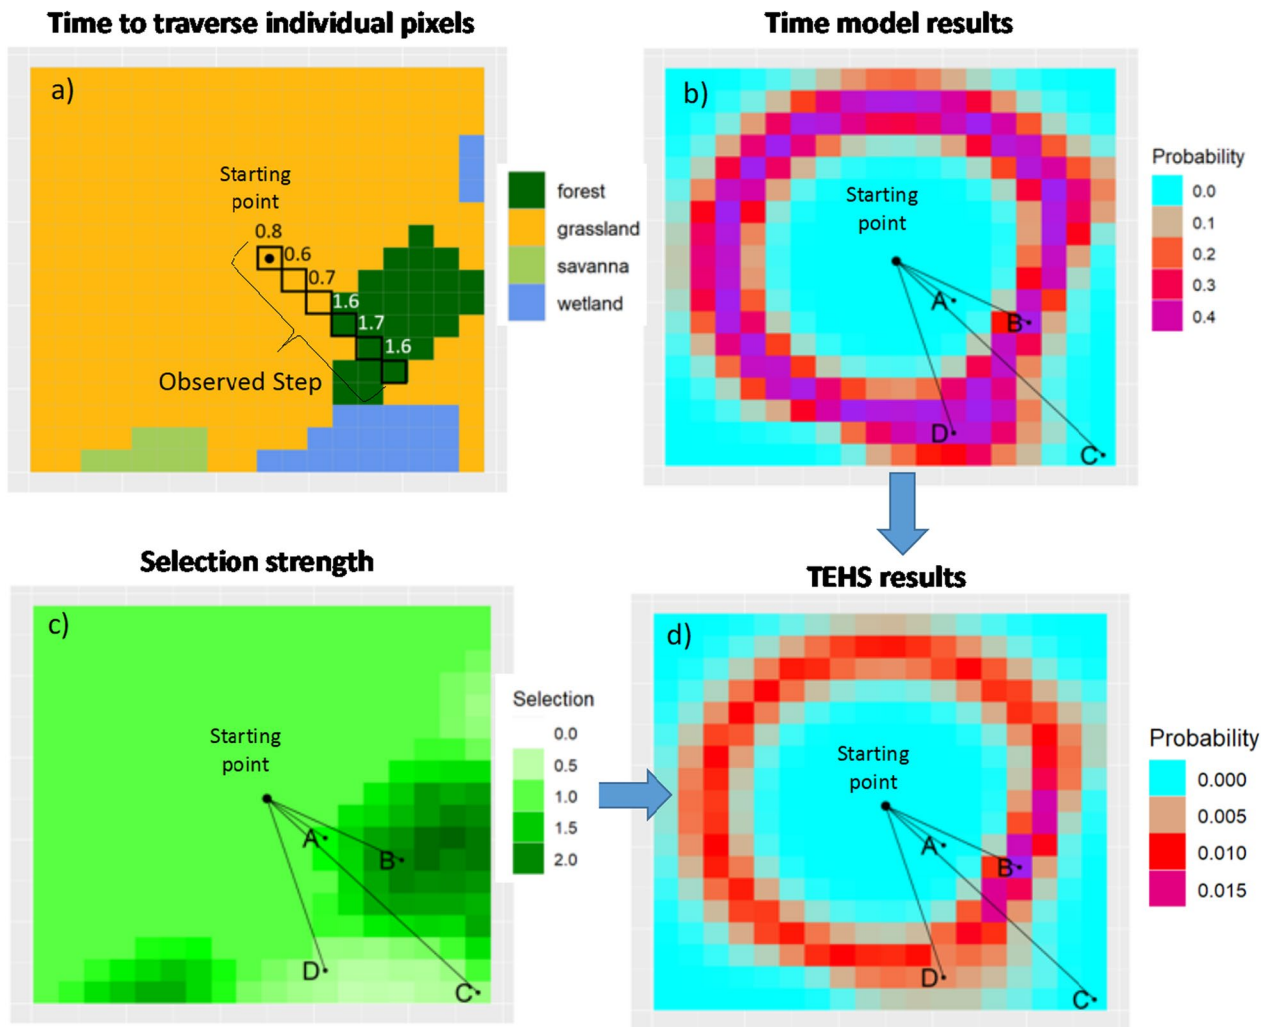 Time to traverse individual pixels
a)
Starting
point
0.8
0.6
0.7
1.6
1.7
1.6
Observed Step
forest
grassland
savanna
wetland
Time model results
b)
Starting
point
A
B
D
C
Probability
0.0
0.1
0.2
0.3
0.4
Selection strength
c)
Starting
point
A
B
D
C
Selection
0.0
0.5
1.0
1.5
2.0
TEHS results
d)
Starting
point
A
B
D
C
Probability
0.000
0.005
0.010
0.015